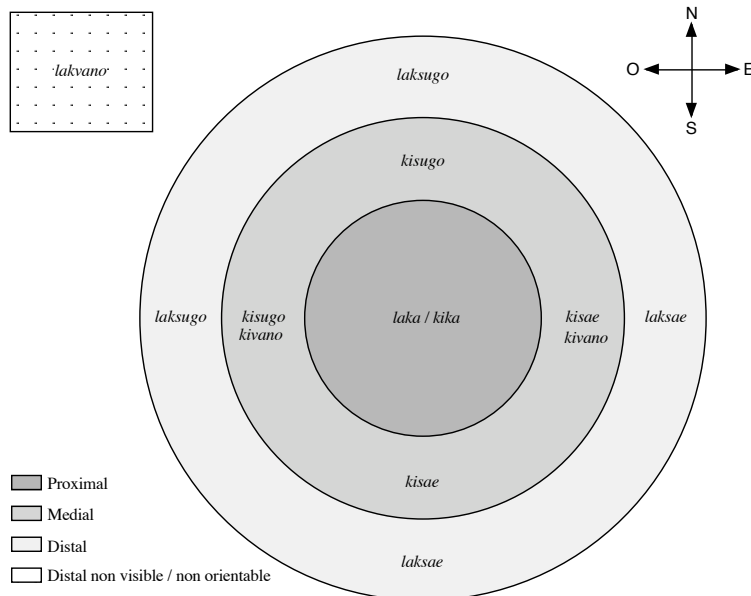 lakvano
N
O
E
S
laksugo
kisugo
laksugo
kisugo
kivano
laka / kika
kisae
kivano
laksae
kisae
laksae
Proximal
Medial
Distal
Distal non visible / non orientable